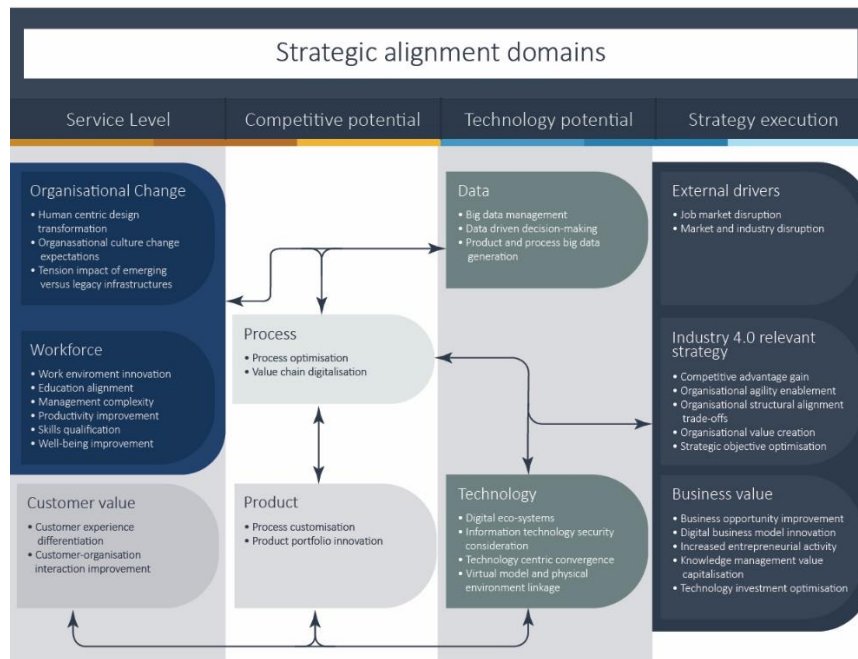 Strategic alignment domains
Service Level
Competitive potential
Technology potential
Strategy execution
Organisational Change
• Human centric design
transformation
• Organasational culture change
expectations
• Tension impact of emerging
versus legacy infrastructures
Workforce
• Work enviroment innovation
• Education alignment
• Management complexity
• Productivity improvement
• Skills qualification
• Well-being improvement
Customer value
• Customer experience
differentiation
• Customer-organisation
interaction improvement
Process
• Process optimisation
• Value chain digitalisation
Product
• Process customisation
• Product portfolio innovation
Data
• Big data management
• Data driven decision-making
• Product and process big data
generation
Technology
• Digital eco-systems
• Information technology security
consideration
• Technology centric convergence
• Virtual model and physical
environment linkage
External drivers
• Job market disruption
• Market and industry disruption
Industry 4.0 relevant
strategy
• Competitive advantage gain
• Organisational agility enablement
• Organisational structural alignment
trade-offs
• Organisational value creation
• Strategic objective optimisation
Business value
• Business opportunity improvement
• Digital business model innovation
• Increased entrepreneurial activity
• Knowledge management value
capitalisation
• Technology investment optimisation